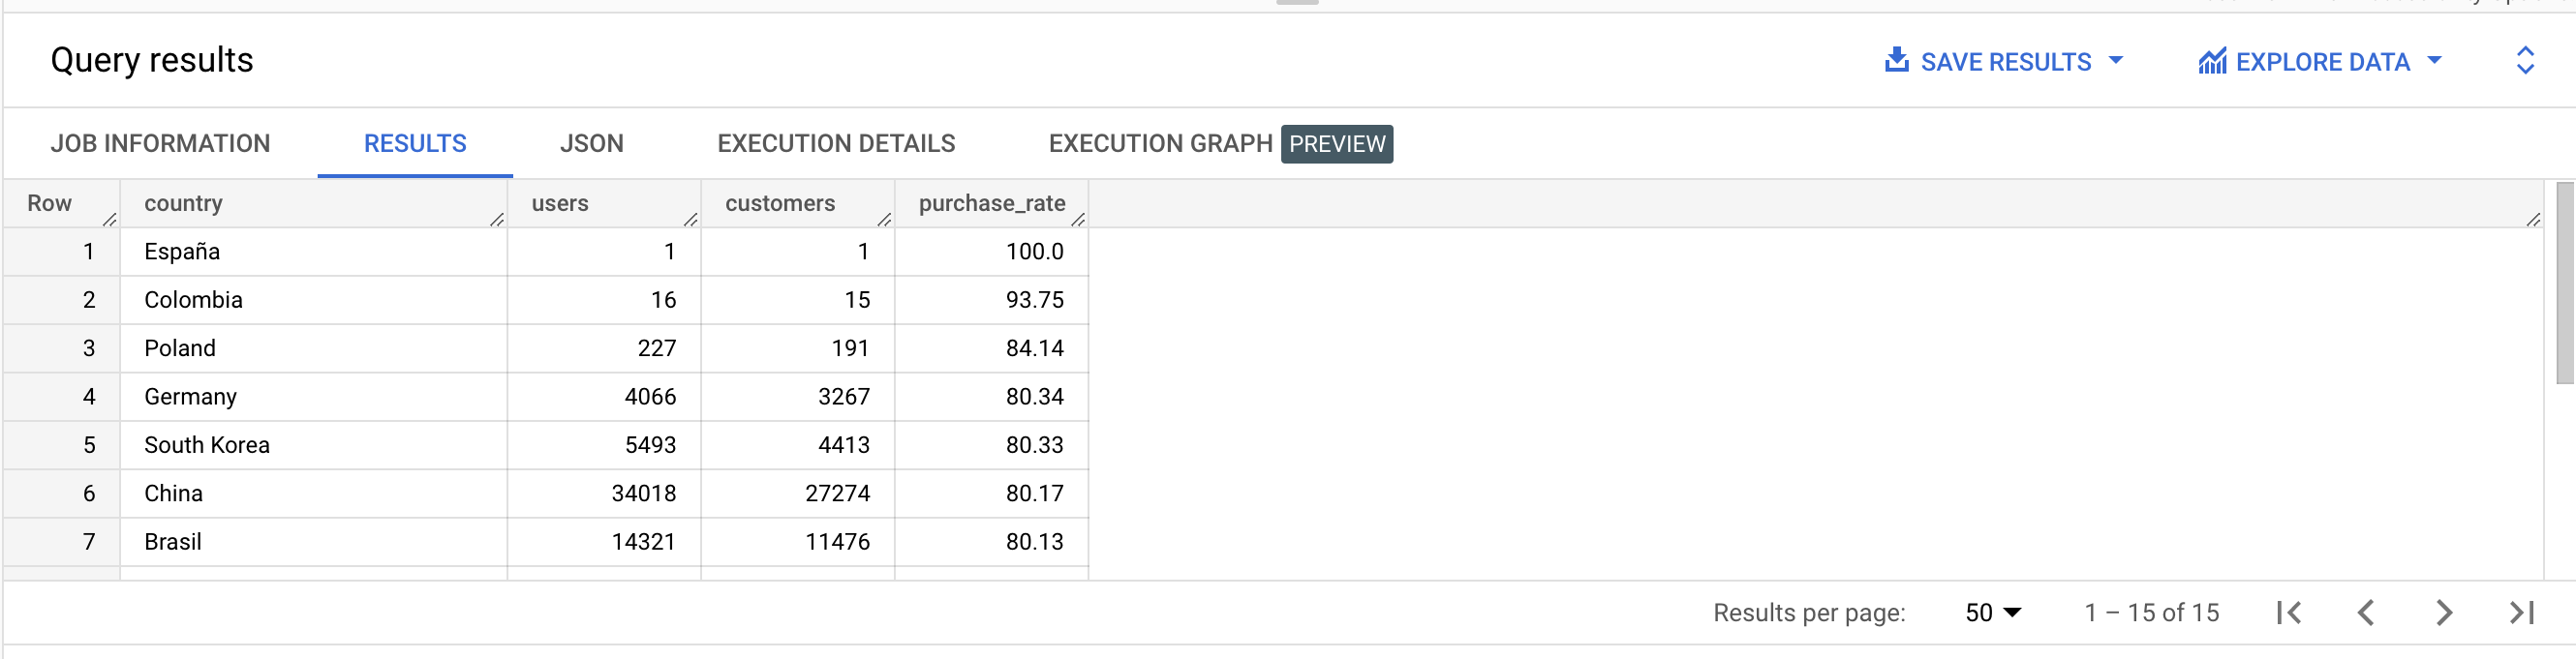 Query results SAVE RESULTS EXPLORE DATA
JOB INFORMATION RESULTS JSON EXECUTION DETAILS EXECUTION GRAPH PREVIEW
Row country users customers purchase_rate
1 España 1 1 100.0
2 Colombia 16 15 93.75
3 Poland 227 191 84.14
4 Germany 4066 3267 80.34
5 South Korea 5493 4413 80.33
6 China 34018 27274 80.17
7 Brasil 14321 11476 80.13
Results per page: 50 1 – 15 of 15